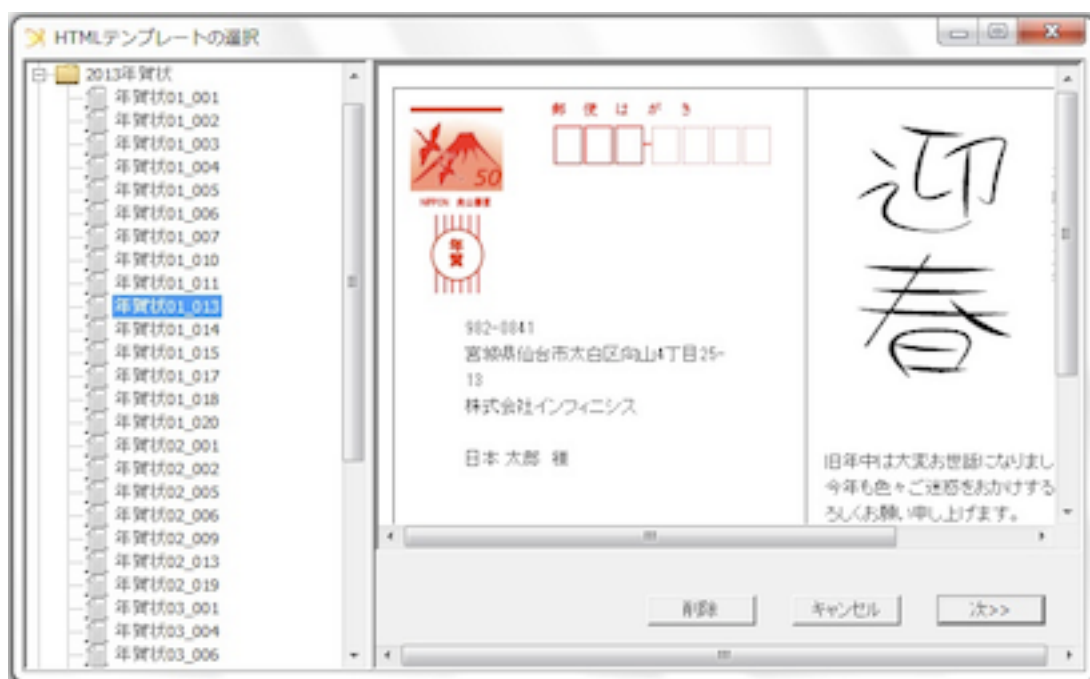 HTMLテンプレートの選択
2013年賀状
年賀状01_001
年賀状01_002
年賀状01_003
年賀状01_004
年賀状01_005
年賀状01_006
年賀状01_007
年賀状01_010
年賀状01_011
年賀状01_013
年賀状01_014
年賀状01_015
年賀状01_017
年賀状01_018
年賀状01_020
年賀状02_001
年賀状02_002
年賀状02_005
年賀状02_006
年賀状02_009
年賀状02_013
年賀状02_019
年賀状03_001
年賀状03_004
年賀状03_006
郵便はがき
50
NIPPON
年賀
982-0841
宮城県仙台市太白区向山4丁目25-
13
株式会社インフィニシス
日本 太郎 様
迎春
旧年中は大変お世話になりまし
今年も色々ご迷惑をおかけする
ろしくお願い申し上げます。
削除
キャンセル
次>>